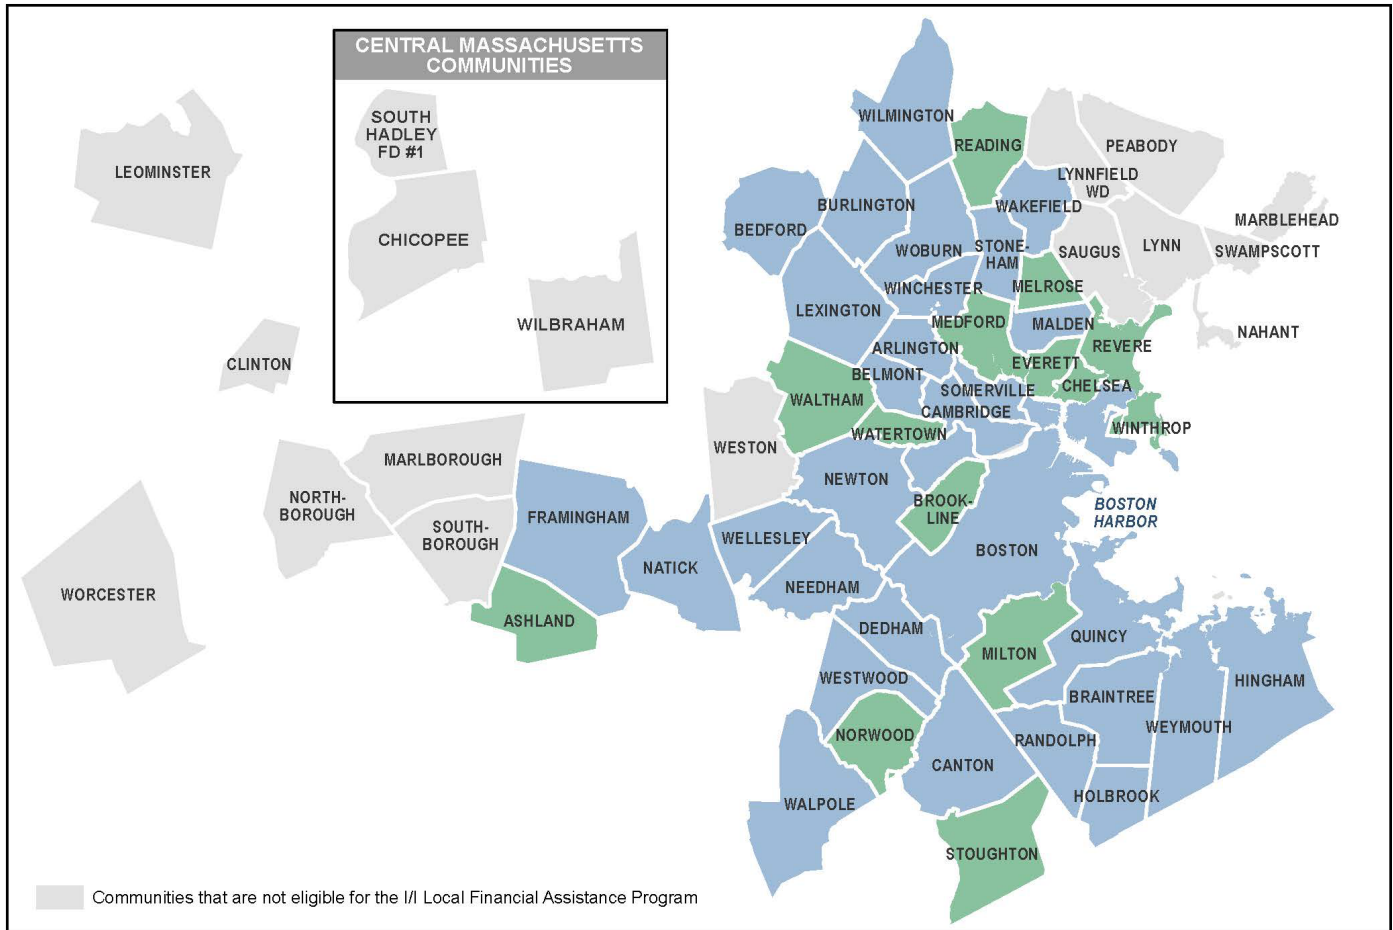 CENTRAL MASSACHUSETTS
COMMUNITIES
SOUTH
HADLEY
FD #1
CHICOPEE
WILBRAHAM
LEOMINSTER
CLINTON
WORCESTER
NORTH-
BOROUGH
MARLBOROUGH
SOUTH-
BOROUGH
FRAMINGHAM
ASHLAND
NATICK
WESTON
WELLESLEY
NEEDHAM
WILMINGTON
READING
PEABODY
LYNNFIELD
WD
BURLINGTON
WAKEFIELD
BEDFORD
WOBURN
STONE-
HAM
SAUGUS
LYNN
MARBLEHEAD
SWAMPSCOTT
WINCHESTER
MELROSE
LEXINGTON
MEDFORD
MALDEN
NAHANT
ARLINGTON
REVERE
EVERETT
BELMONT
CHELSEA
SOMERVILLE
WALTHAM
CAMBRIDGE
WATERTOWN
WINTHROP
NEWTON
BROOK-
LINE
BOSTON
HARBOR
BOSTON
DEDHAM
QUINCY
MILTON
WESTWOOD
HINGHAM
BRAINTREE
WEYMOUTH
NORWOOD
RANDOLPH
CANTON
HOLBROOK
WALPOLE
STOUGHTON
Communities that are not eligible for the I/I Local Financial Assistance Program